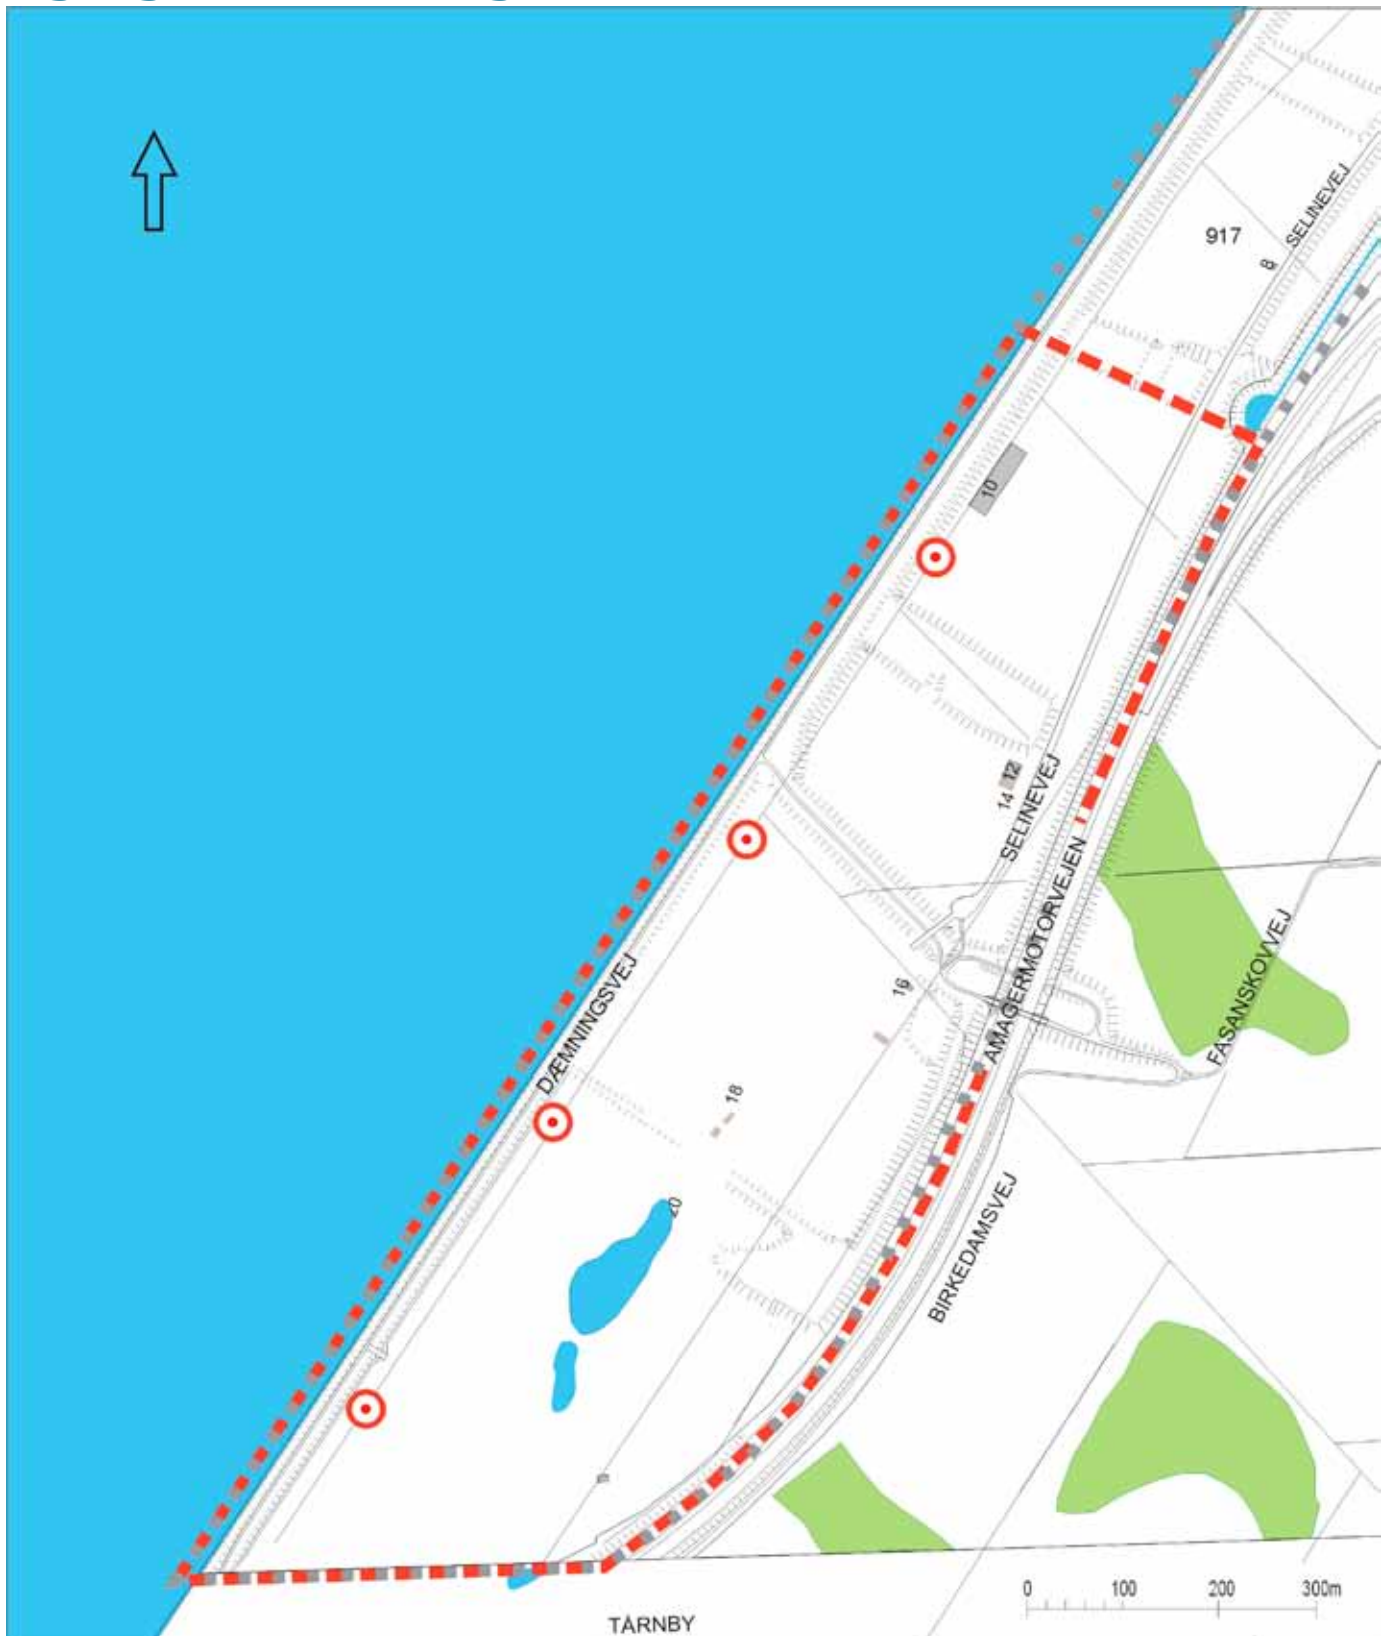 SELINEVEJ
917
8
10
12
14
SELINEVEJ
AMAGERMOTORVEJEN
FASANSKOVVEJ
DÆMNINGSVEJ
16
18
20
BIRKEDAMSVEJ
0 100 200 300m
TÅRNBY